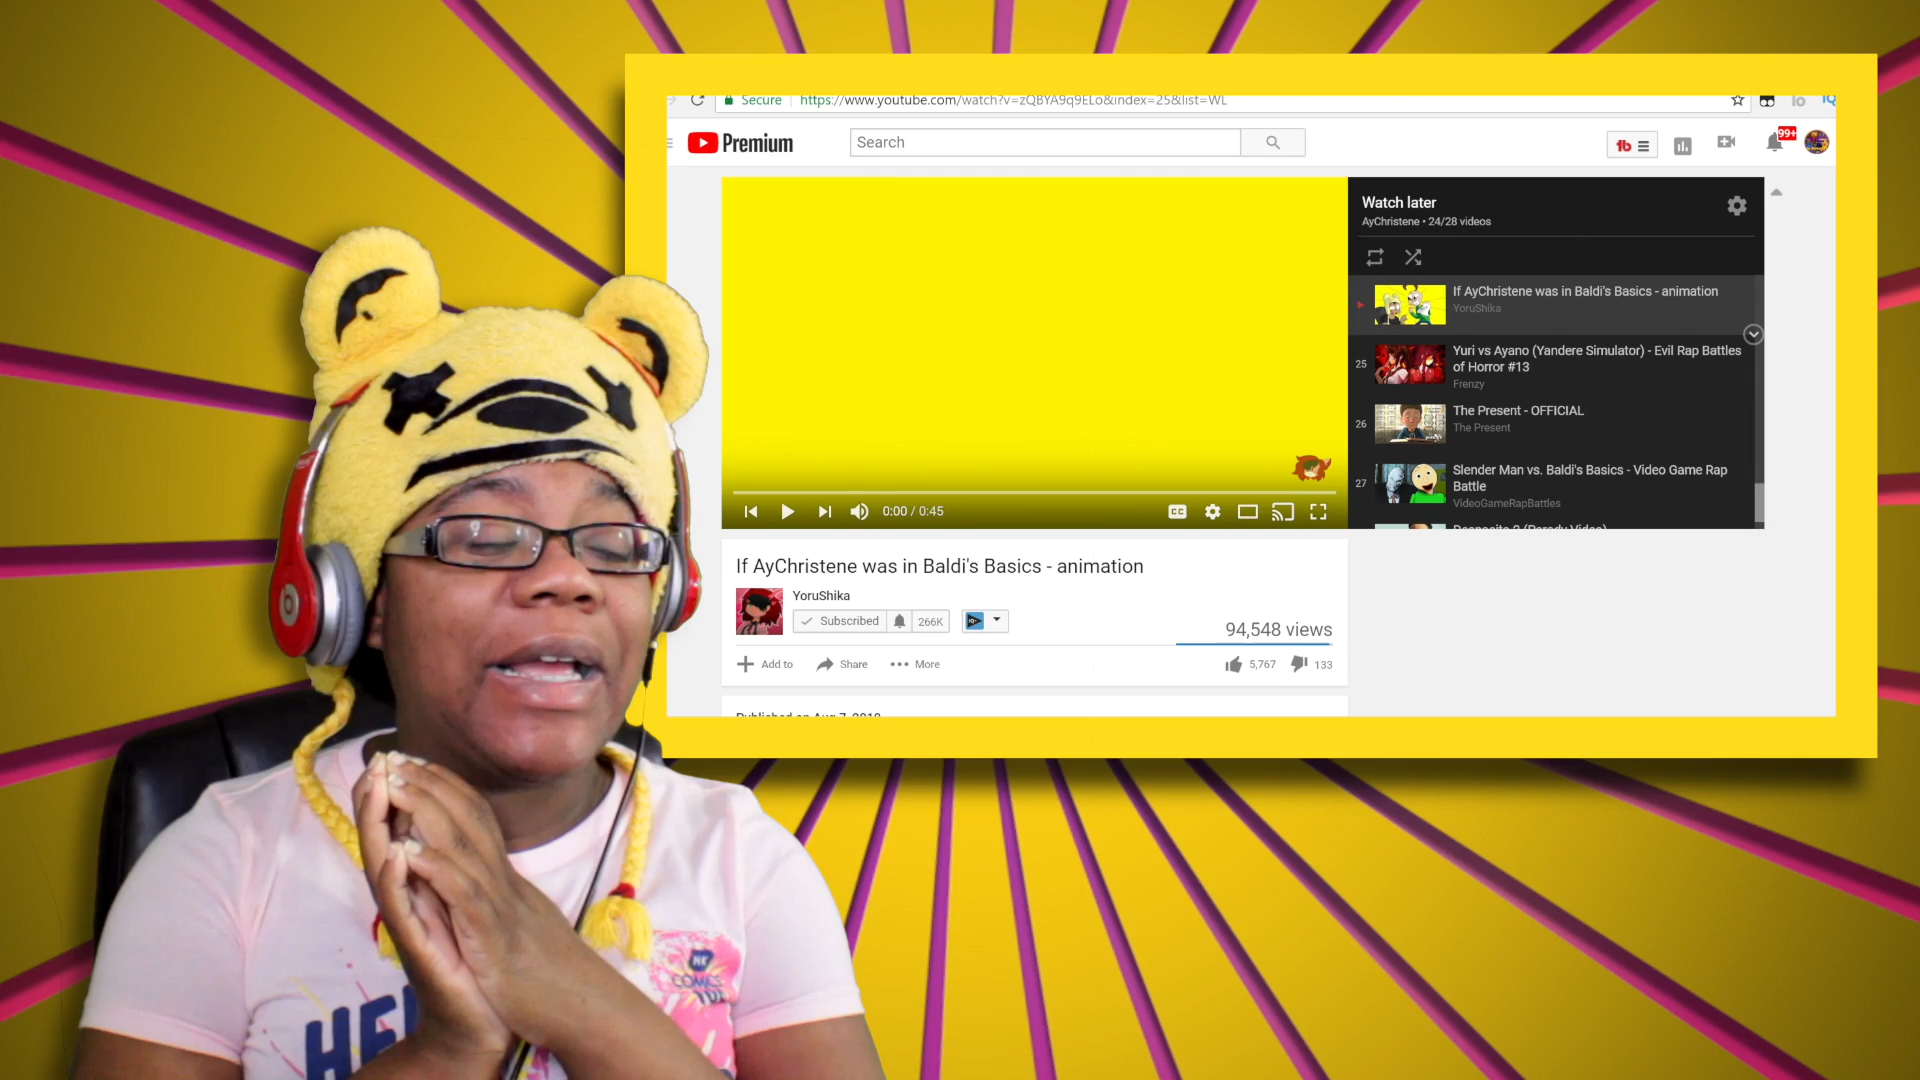 Secure https://www.youtube.com/watch?v=zQBYA9q9ELo&index=25&list=WL
Premium
Search
99+
Watch later
AyChristene • 24/28 videos
If AyChristene was in Baldi's Basics - animation
YoruShika
25
Yuri vs Ayano (Yandere Simulator) - Evil Rap Battles
of Horror #13
Frenzy
26
The Present - OFFICIAL
The Present
27
Slender Man vs. Baldi's Basics - Video Game Rap
Battle
VideoGameRapBattles
0:00 / 0:45
CC
If AyChristene was in Baldi's Basics - animation
YoruShika
Subscribed 266K
94,548 views
Add to Share More 5,767 133
HK
COMICS